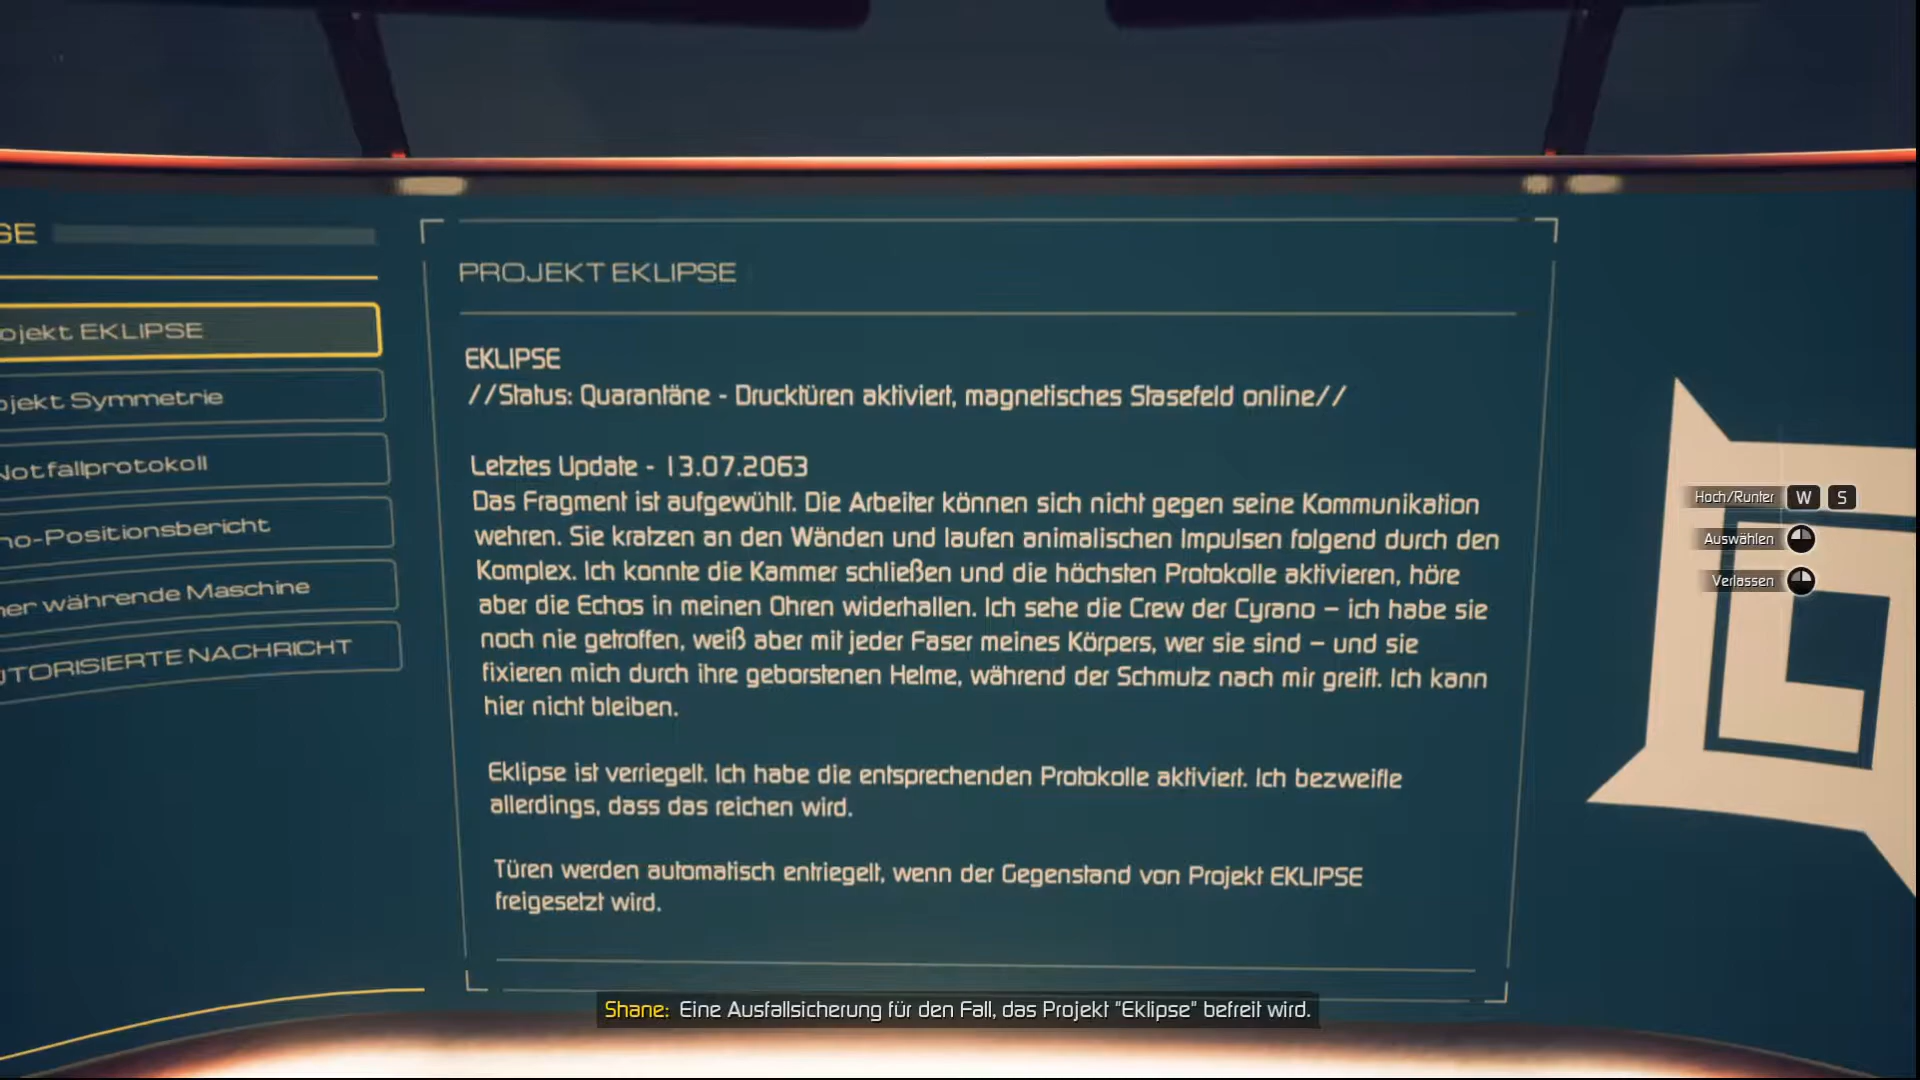 SE
PROJEKT EKLIPSE
ojekt EKLIPSE
ojekt Symmetrie
Notfallprotokoll
no-Positionsbericht
mer währende Maschine
UTORISIERTE NACHRICHT
EKLIPSE
//Status: Quarantäne - Drucktüren aktiviert, magnetisches Stasefeld online//
Letztes Update - 13.07.2063
Das Fragment ist aufgewühlt. Die Arbeiter können sich nicht gegen seine Kommunikation
wehren. Sie kratzen an den Wänden und laufen animalischen Impulsen folgend durch den
Komplex. Ich konnte die Kammer schließen und die höchsten Protokolle aktivieren, höre
aber die Echos in meinen Ohren widerhallen. Ich sehe die Crew der Cyrano – ich habe sie
noch nie getroffen, weiß aber mit jeder Faser meines Körpers, wer sie sind – und sie
fixieren mich durch ihre geborstenen Helme, während der Schmutz nach mir greift. Ich kann
hier nicht bleiben.
Eklipse ist verriegelt. Ich habe die entsprechenden Protokolle aktiviert. Ich bezweifle
allerdings, dass das reichen wird.
Türen werden automatisch entriegelt, wenn der Gegenstand von Projekt EKLIPSE
freigesetzt wird.
Hoch/Runter W S
Auswählen
Verlassen
Shane: Eine Ausfallsicherung für den Fall, das Projekt "Eklipse" befreit wird.